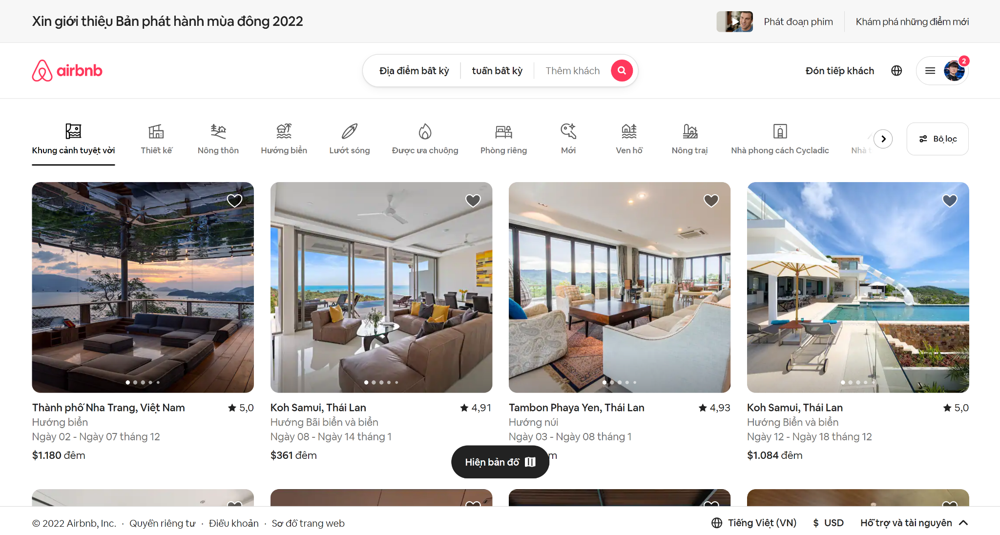 Xin giới thiệu Bản phát hành mùa đông 2022
Phát đoạn phim
Khám phá những điểm mới
airbnb
Địa điểm bất kỳ
tuần bất kỳ
Thêm khách
Đón tiếp khách
2
Khung cảnh tuyệt vời
Thiết kế
Nông thôn
Hướng biển
Lướt sóng
Được ưa chuộng
Phòng riêng
Mới
Ven hồ
Nông trại
Nhà phong cách Cycladic
Nhà
Bộ lọc
Thành phố Nha Trang, Việt Nam
5,0
Hướng biển
Ngày 02 - Ngày 07 tháng 12
$1.180 đêm
Koh Samui, Thái Lan
4,91
Hướng Bãi biển và biển
Ngày 08 - Ngày 14 tháng 1
$361 đêm
Tambon Phaya Yen, Thái Lan
4,93
Hướng núi
Ngày 03 - Ngày 08 tháng 1
Koh Samui, Thái Lan
5,0
Hướng Biển và biển
Ngày 12 - Ngày 18 tháng 12
$1.084 đêm
Hiện bản đồ
© 2022 Airbnb, Inc. · Quyền riêng tư · Điều khoản · Sơ đồ trang web
Tiếng Việt (VN)
$ USD
Hỗ trợ và tài nguyên